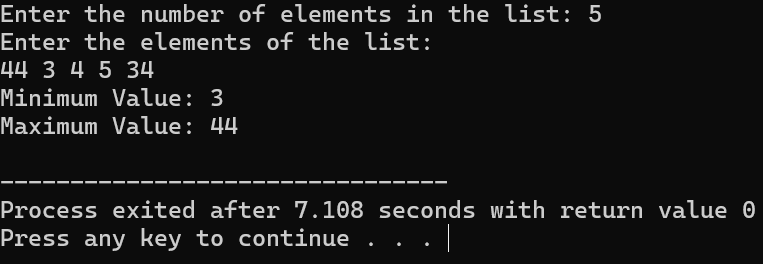 Enter the number of elements in the list: 5
Enter the elements of the list:
44 3 4 5 34
Minimum Value: 3
Maximum Value: 44
--------------------------------
Process exited after 7.108 seconds with return value 0
Press any key to continue . . .